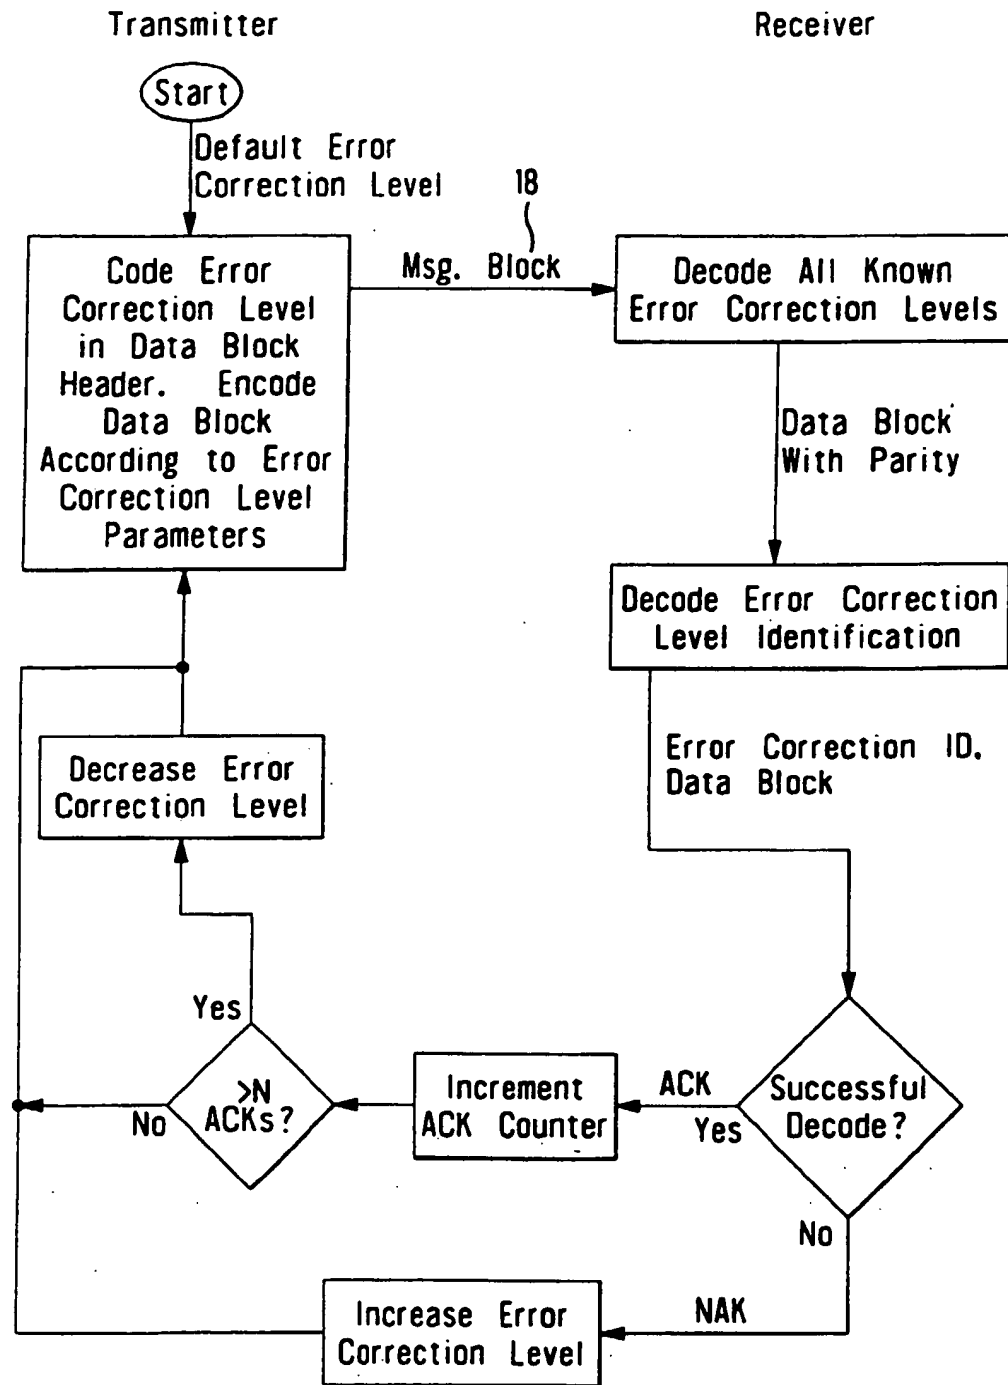 Transmitter
Receiver
Start
Default Error
Correction Level
18
Msg. Block
Code Error
Correction Level
in Data Block
Header. Encode
Data Block
According to Error
Correction Level
Parameters
Decode All Known
Error Correction Levels
Data Block
With Parity
Decode Error Correction
Level Identification
Error Correction ID.
Data Block
Decrease Error
Correction Level
Yes
>N
ACKs?
No
Increment
ACK Counter
ACK
Yes
Successful
Decode?
No
NAK
Increase Error
Correction Level